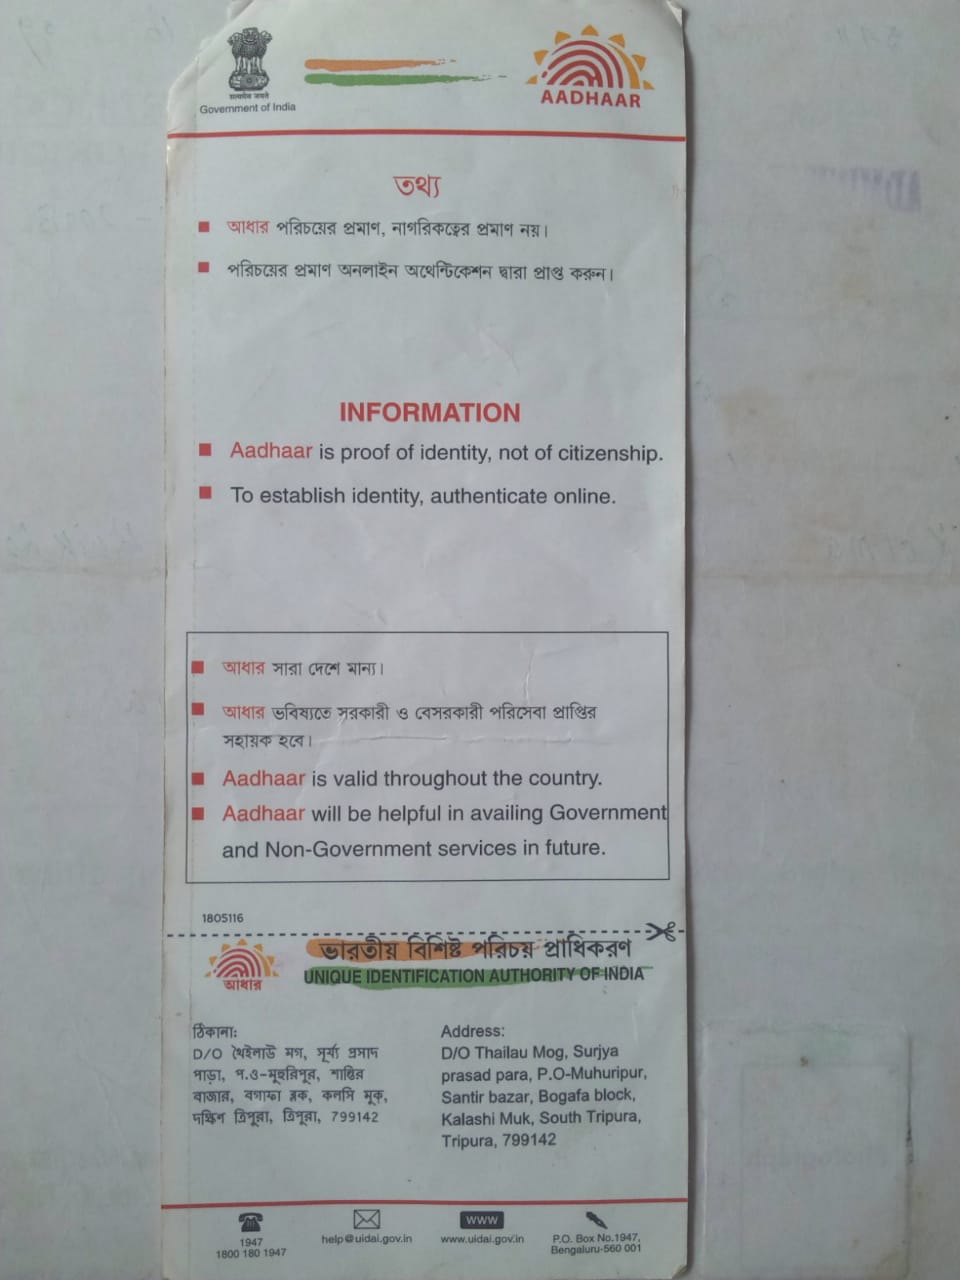 सत्यमेव जयते
Government of India
AADHAAR
তথ্য
আধার পরিচয়ের প্রমাণ, নাগরিকত্বের প্রমাণ নয়।
পরিচয়ের প্রমাণ অনলাইন অথেন্টিকেশন দ্বারা প্রাপ্ত করুন।
INFORMATION
Aadhaar is proof of identity, not of citizenship.
To establish identity, authenticate online.
আধার সারা দেশে মান্য।
আধার ভবিষ্যতে সরকারী ও বেসরকারী পরিসেবা প্রাপ্তির
সহায়ক হবে।
Aadhaar is valid throughout the country.
Aadhaar will be helpful in availing Government
and Non-Government services in future.
1805116
ভারতীয় বিশিষ্ট পরিচয় প্রাধিকরণ
UNIQUE IDENTIFICATION AUTHORITY OF INDIA
আধার
ঠিকানা:
D/O থৈইলাউ মগ, সূর্য্য প্রসাদ
পাড়া, প.ও-মূহুরিপুর, শান্তির
বাজার, বগাফা ব্লক, কলসি মূক,
দক্ষিণ ত্রিপুরা, ত্রিপুরা, 799142
Address:
D/O Thailau Mog, Surjya
prasad para, P.O-Muhuripur,
Santir bazar, Bogafa block,
Kalashi Muk, South Tripura,
Tripura, 799142
1947
1800 180 1947
help@uidai.gov.in
www
www.uidai.gov.in
P.O. Box No.1947,
Bengaluru-560 001